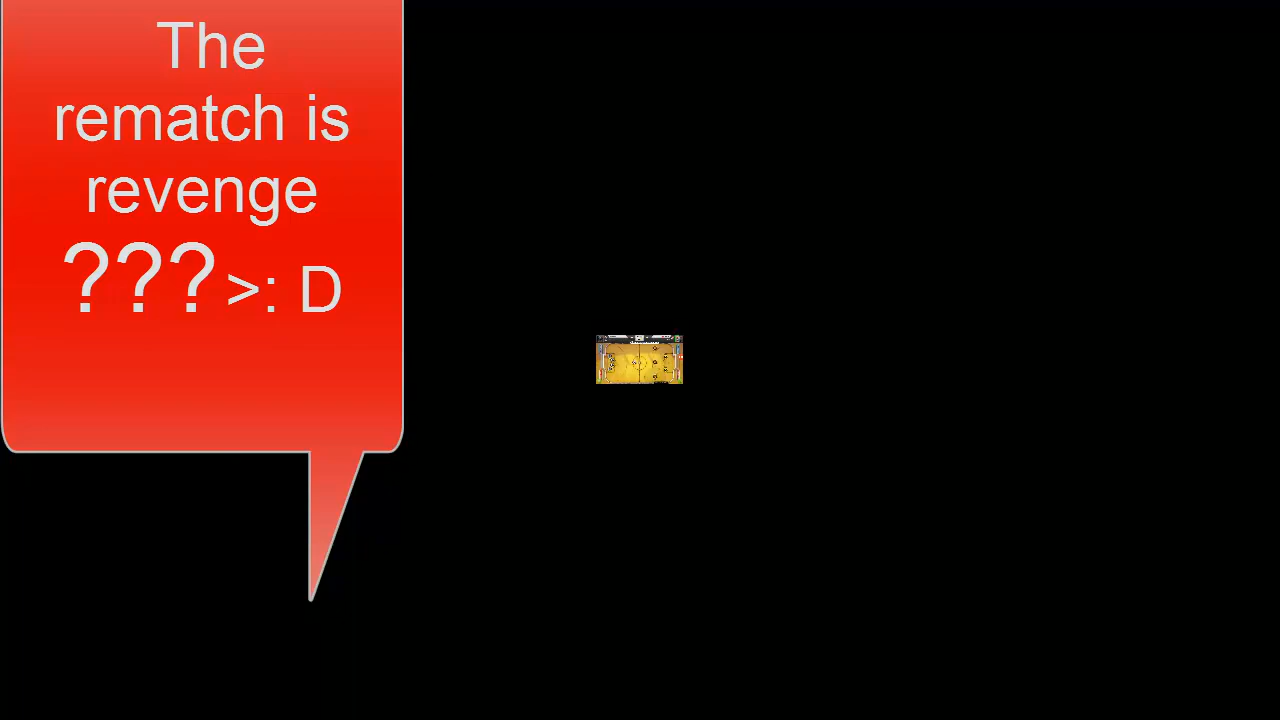 The
rematch is
revenge
???>: D